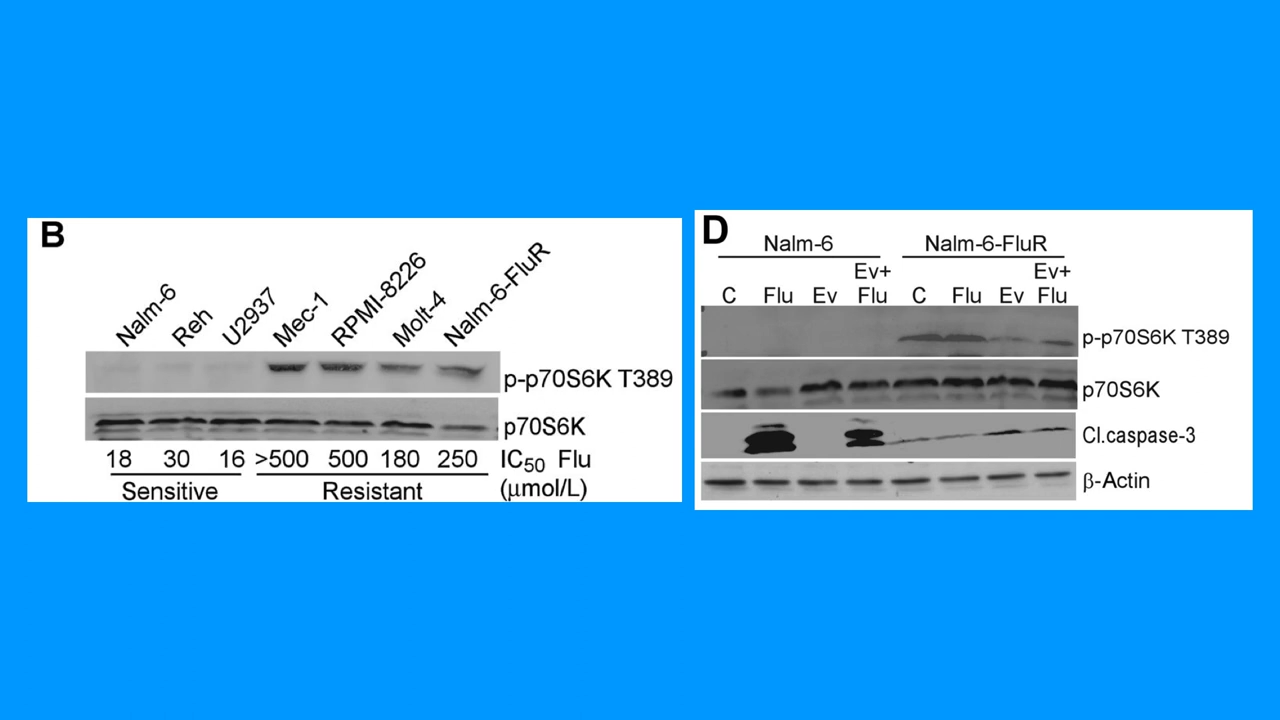 B
Nalm-6 Reh U2937 Mec-1 RPMI-8226 Molt-4 Nalm-6-FluR
p-p70S6K T389
p70S6K
18 30 16 >500 500 180 250 IC50 Flu
Sensitive Resistant (μmol/L)
D
Nalm-6 Nalm-6-FluR
Ev+ Ev+
C Flu Ev Flu C Flu Ev Flu
p-p70S6K T389
p70S6K
Cl.caspase-3
β-Actin